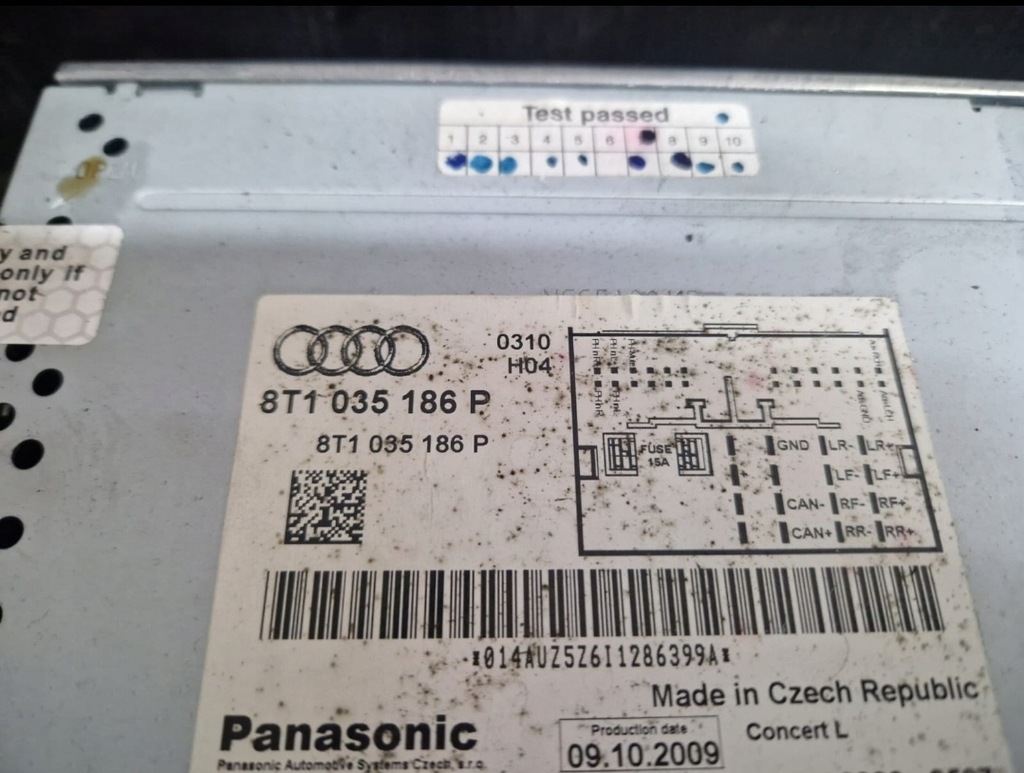 Test passed
1 2 3 4 5 6 8 9 10
y and
only if
not
d
0310
H04
8T1 035 186 P
8T1 035 186 P
FUSE
15A
GND LR- LR+
+ LF- LF+
CAN- RF- RF+
CAN+ RR- RR+
*014AUZ5Z6I1286399A*
Made in Czech Republic
Panasonic
Panasonic Automotive Systems Czech, s.r.o.
Production date
09.10.2009
Concert L